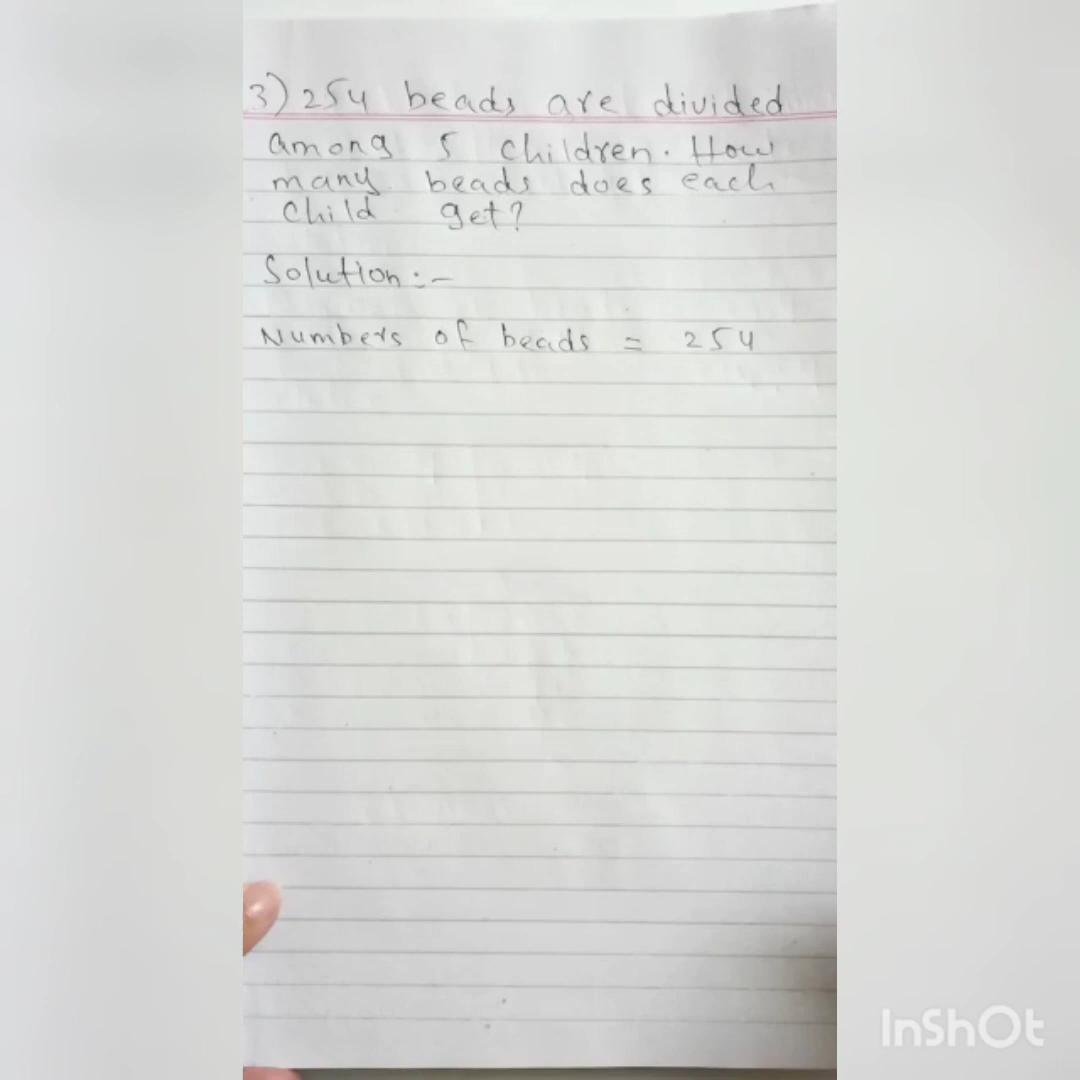 3) 254 beads are divided
among 5 children. How
many beads does each
child get?
Solution :-
Numbers of beads = 254
InShOt